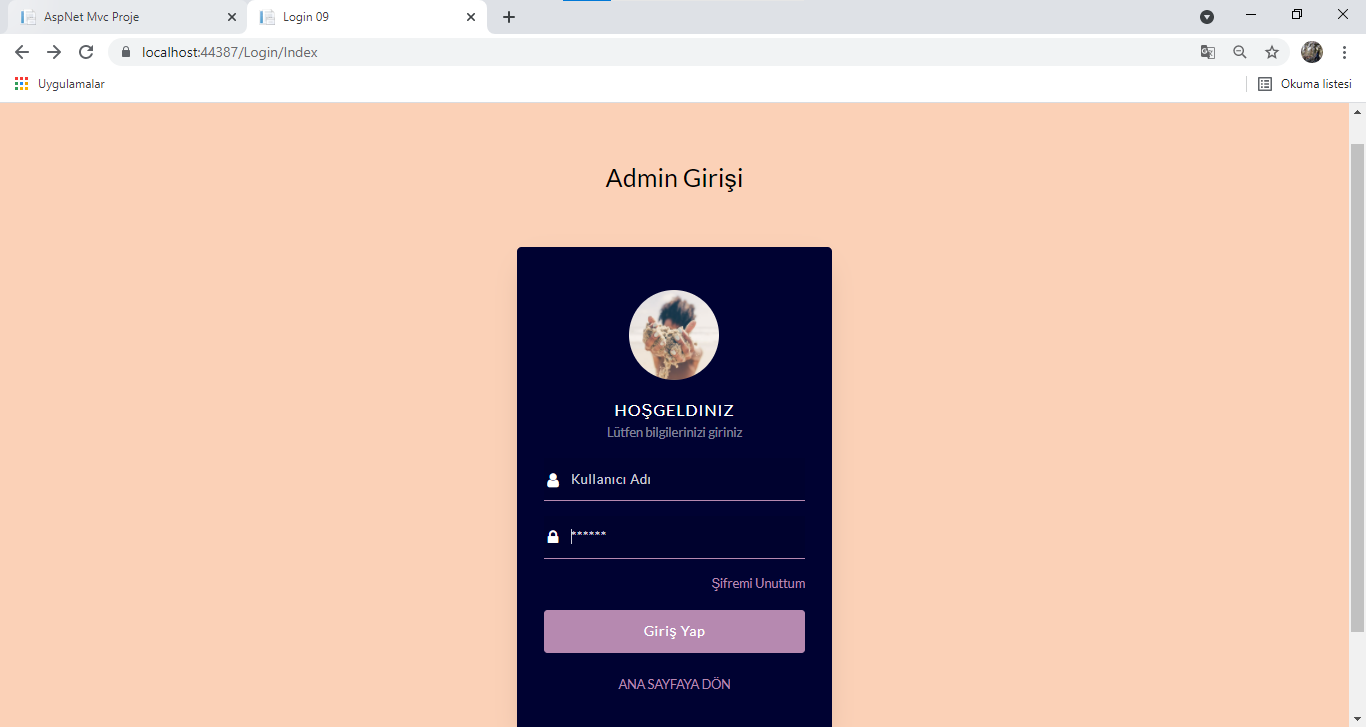 AspNet Mvc Proje
Login 09
localhost:44387/Login/Index
Uygulamalar
Okuma listesi
Admin Girişi
HOŞGELDINIZ
Lütfen bilgilerinizi giriniz
Kullanıcı Adı
******
Şifremi Unuttum
Giriş Yap
ANA SAYFAYA DÖN